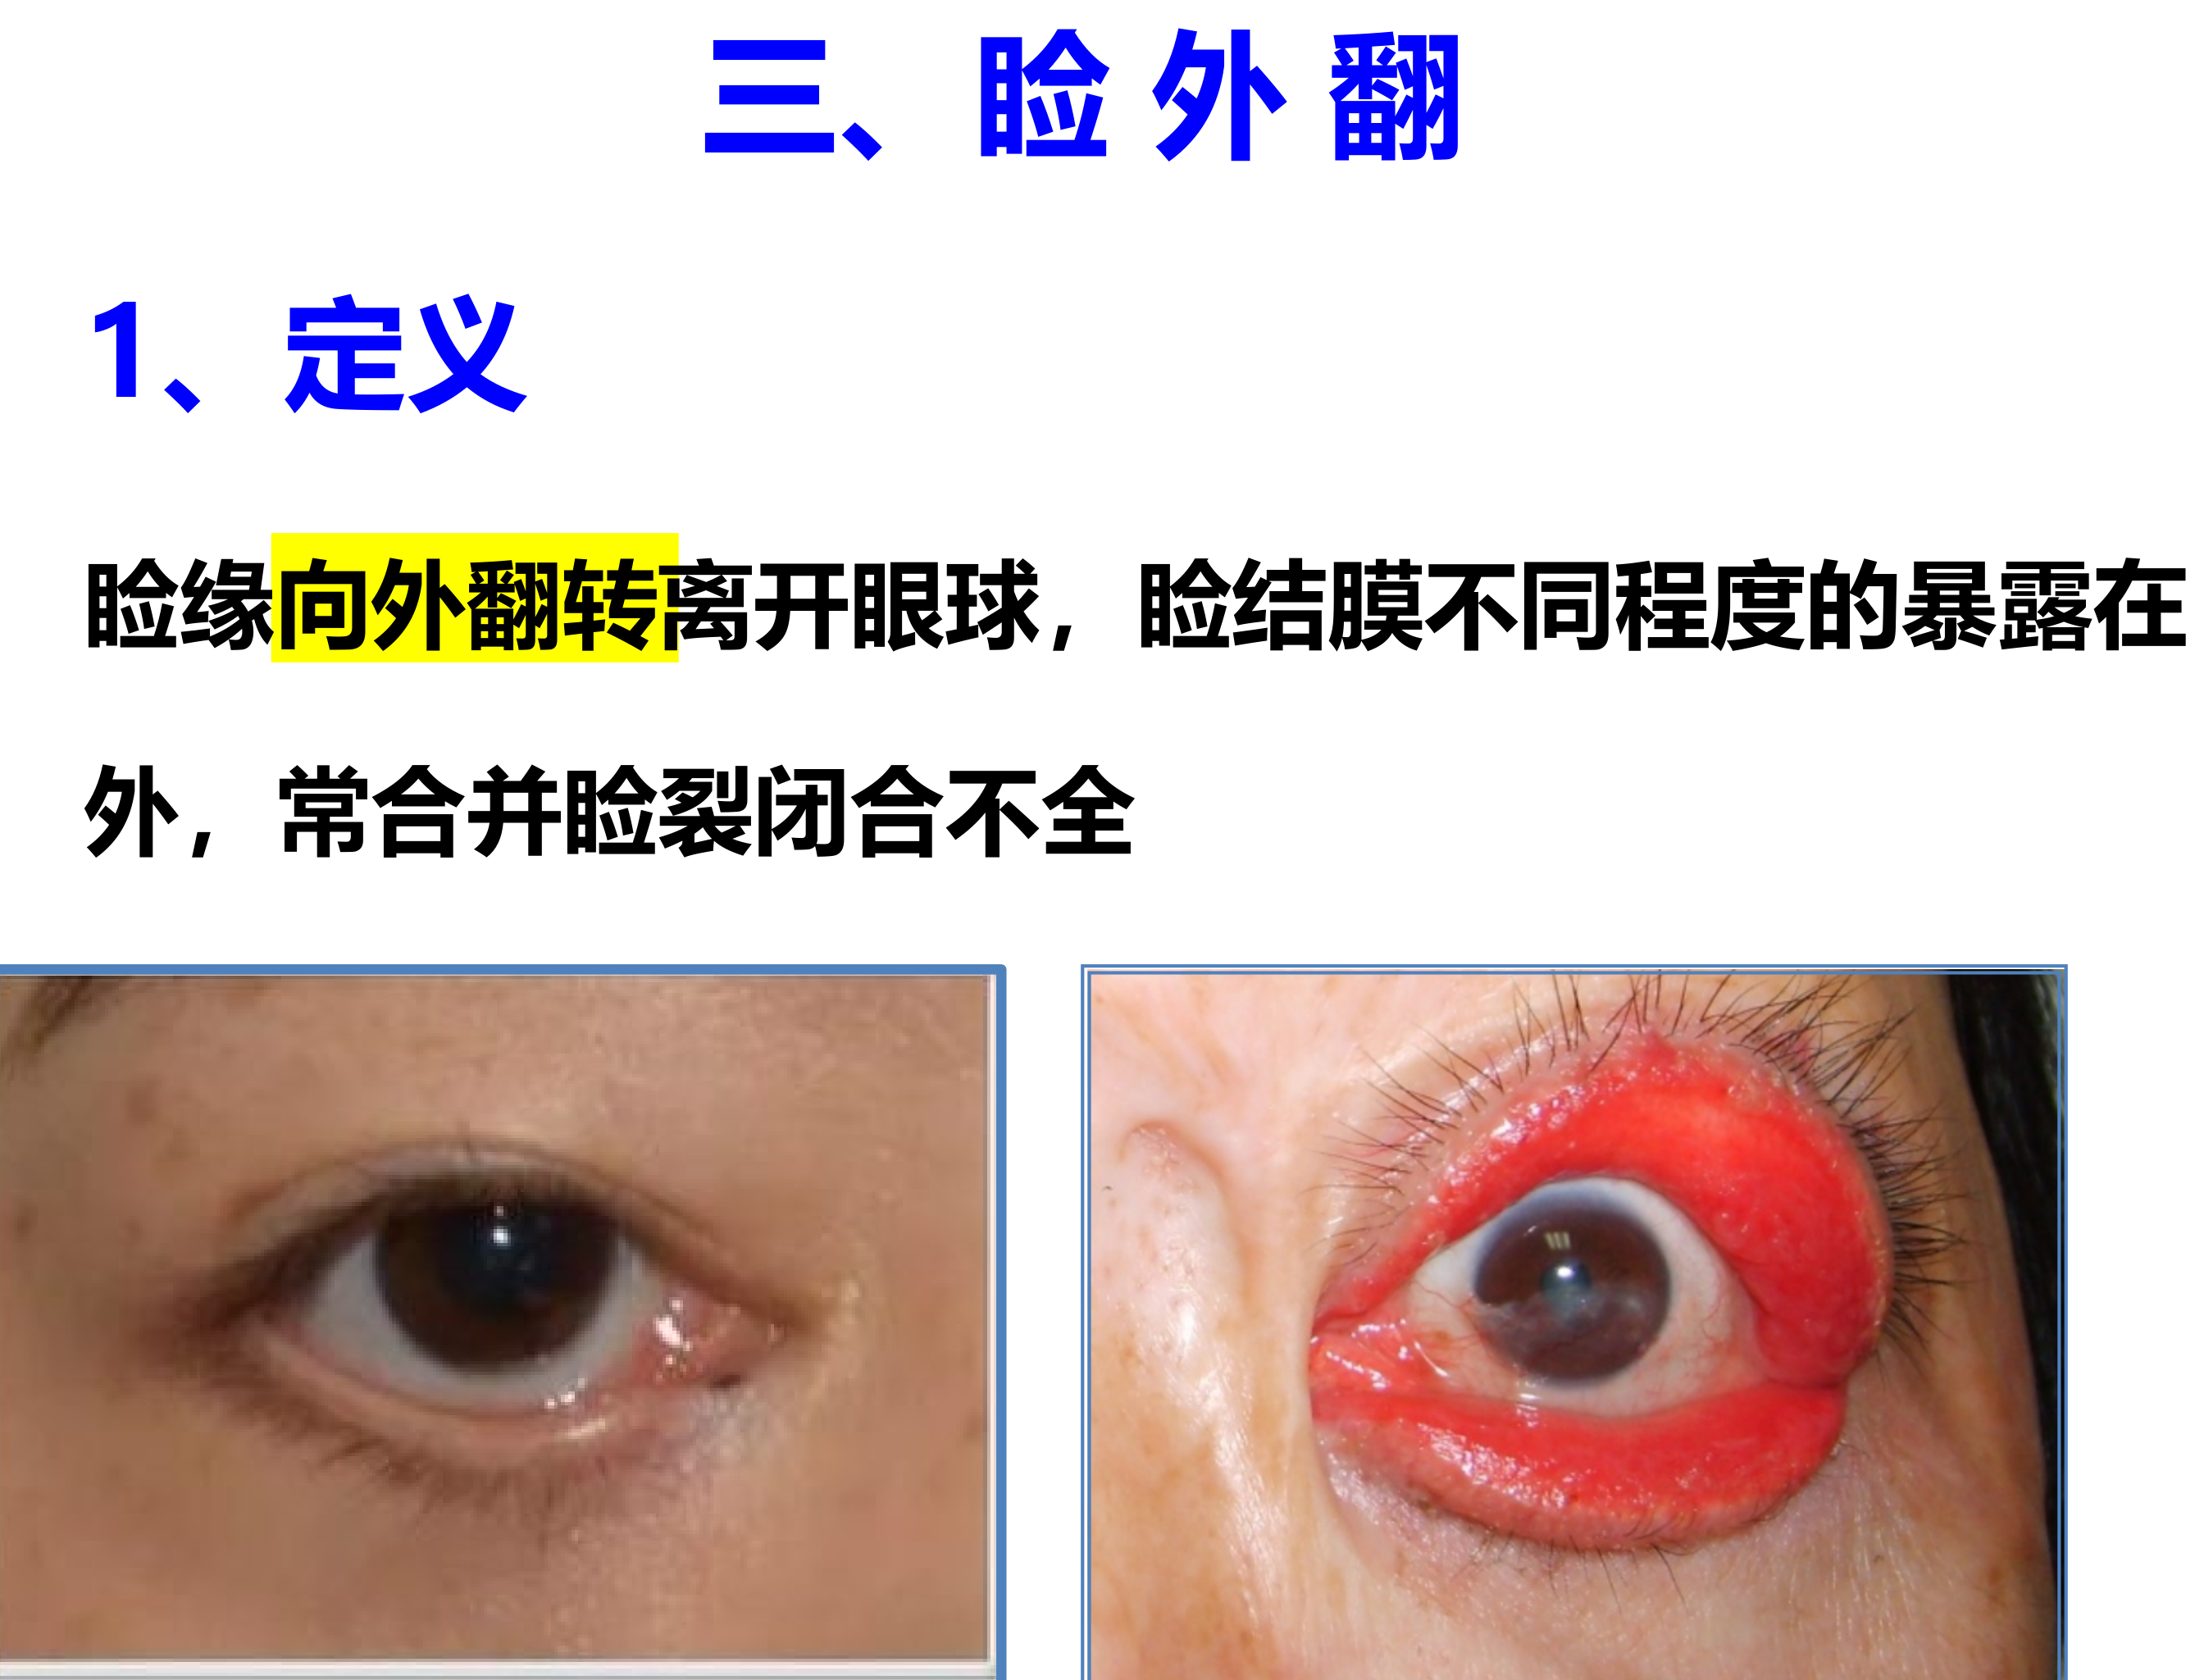 三、睑 外 翻
1、定义
睑缘向外翻转离开眼球，睑结膜不同程度的暴露在
外，常合并睑裂闭合不全